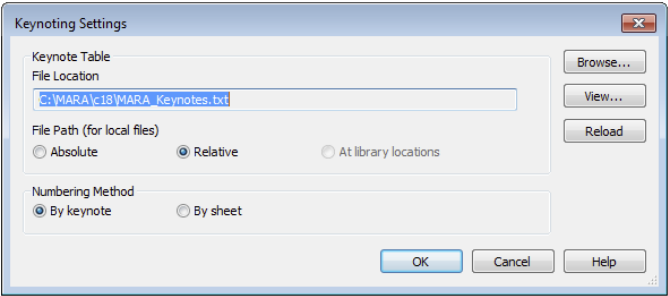 Keynoting Settings
Keynote Table
File Location
Browse...
C:\MARA\c18\MARA_Keynotes.txt
View...
File Path (for local files)
Reload
Absolute Relative At library locations
Numbering Method
By keynote By sheet
OK Cancel Help